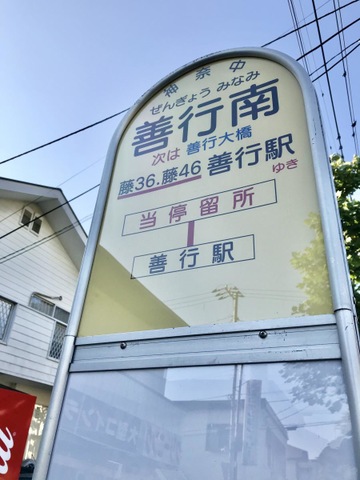 神奈中
ぜんぎょう みなみ
善行南
次は 善行大橋
藤36.藤46 善行駅
ゆき
当停留所
善行駅